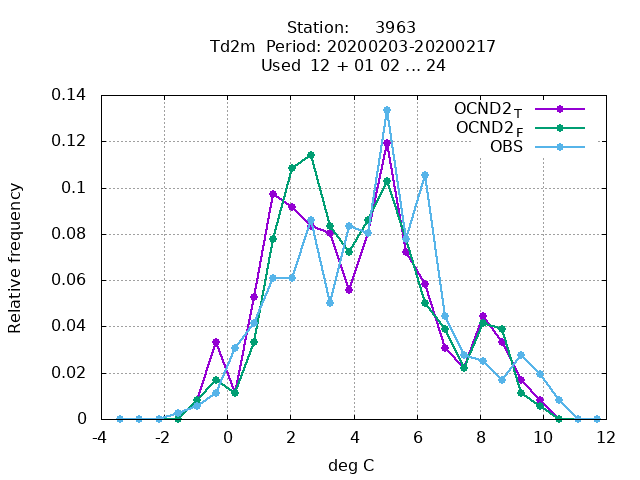 Station: 3963
Td2m Period: 20200203-20200217
Used 12 + 01 02 ... 24
0.14
OCND2T
OCND2F
OBS
0.12
0.1
0.08
0.06
0.04
0.02
0
Relative frequency
-4 -2 0 2 4 6 8 10 12
deg C